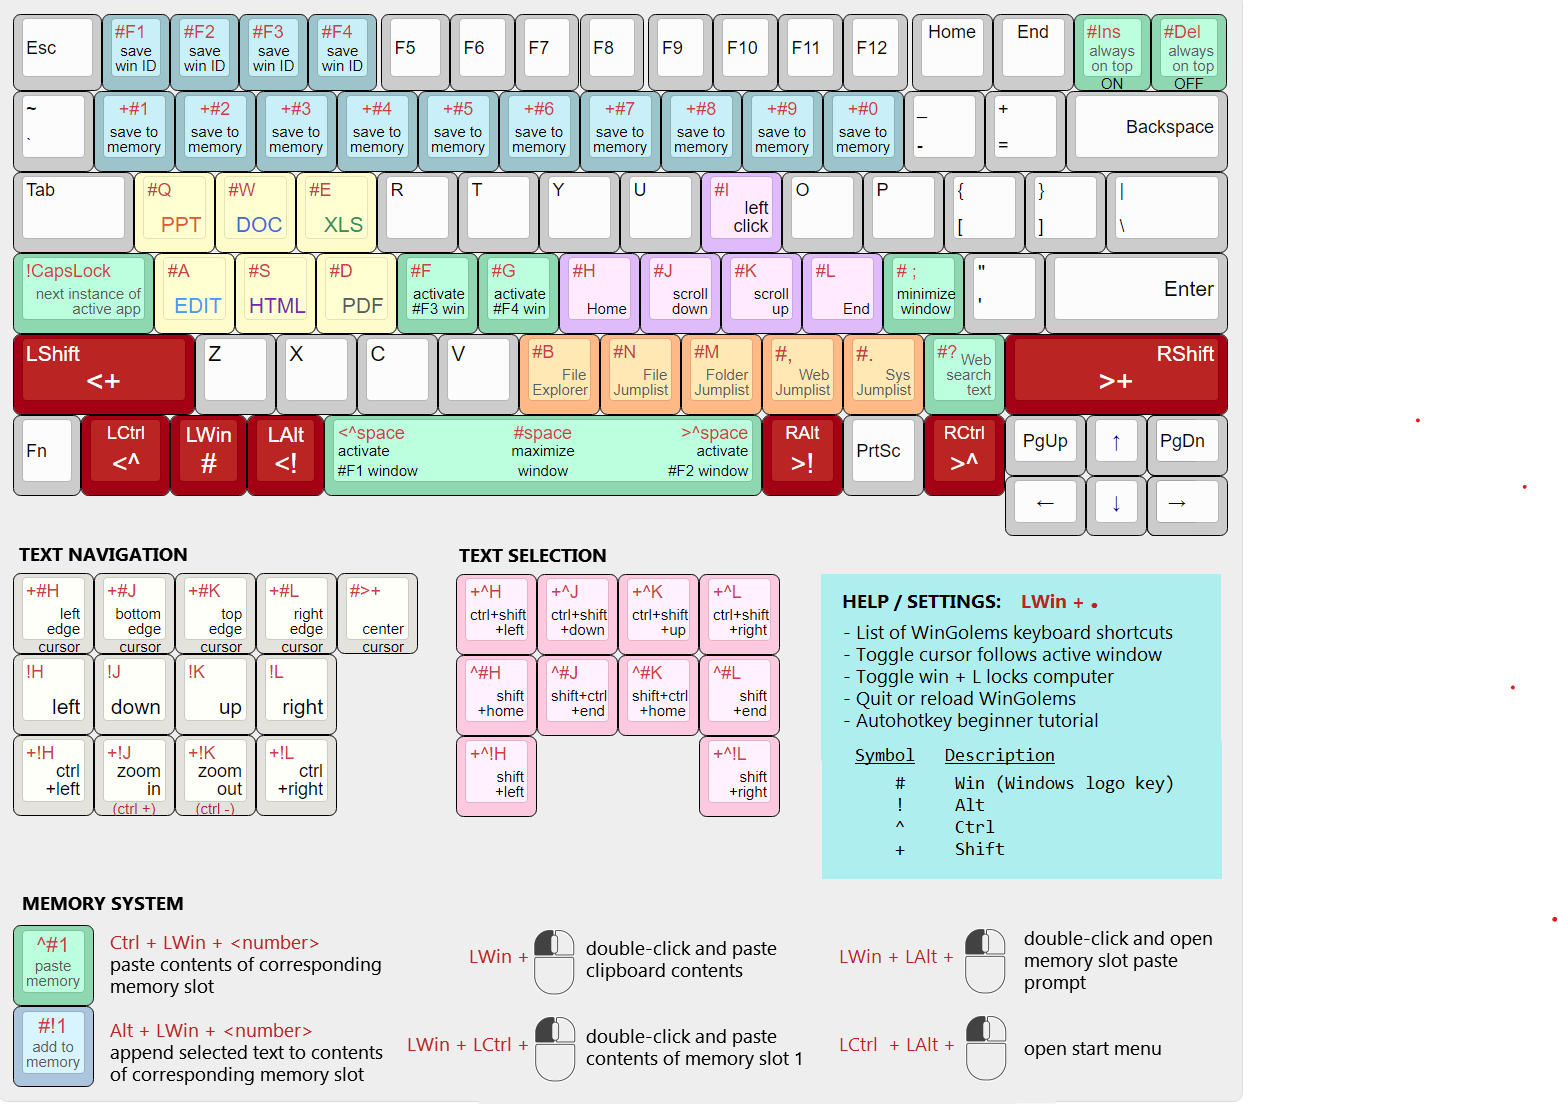 Esc
#F1 save win ID
#F2 save win ID
#F3 save win ID
#F4 save win ID
F5
F6
F7
F8
F9
F10
F11
F12
Home
End
#Ins always on top ON
#Del always on top OFF
~ `
+#1 save to memory
+#2 save to memory
+#3 save to memory
+#4 save to memory
+#5 save to memory
+#6 save to memory
+#7 save to memory
+#8 save to memory
+#9 save to memory
+#0 save to memory
_ -
+ =
Backspace
Tab
#Q PPT
#W DOC
#E XLS
R
T
Y
U
#I left click
O
P
{ [
} ]
| \
!CapsLock next instance of active app
#A EDIT
#S HTML
#D PDF
#F activate #F3 win
#G activate #F4 win
#H Home
#J scroll down
#K scroll up
#L End
# ; minimize window
" '
Enter
LShift <+
Z
X
C
V
#B File Explorer
#N File Jumplist
#M Folder Jumplist
#, Web Jumplist
#. Sys Jumplist
#? Web search text
RShift >+
Fn
LCtrl <^
LWin #
LAlt <!
<^space activate #F1 window
#space maximize window
>^space activate #F2 window
RAlt >!
PrtSc
RCtrl >^
PgUp
↑
PgDn
←
↓
→
TEXT NAVIGATION
+#H left edge cursor
+#J bottom edge cursor
+#K top edge cursor
+#L right edge cursor
#>+ center cursor
!H left
!J down
!K up
!L right
+!H ctrl +left
+!J zoom in (ctrl +)
+!K zoom out (ctrl -)
+!L ctrl +right
TEXT SELECTION
+^H ctrl+shift +left
+^J ctrl+shift +down
+^K ctrl+shift +up
+^L ctrl+shift +right
^#H shift +home
^#J shift+ctrl +end
^#K shift+ctrl +home
^#L shift +end
+^!H shift +left
+^!L shift +right
HELP / SETTINGS: LWin + .
- List of WinGolems keyboard shortcuts
- Toggle cursor follows active window
- Toggle win + L locks computer
- Quit or reload WinGolems
- Autohotkey beginner tutorial
Symbol Description
# Win (Windows logo key)
! Alt
^ Ctrl
+ Shift
MEMORY SYSTEM
^#1 paste memory
Ctrl + LWin + <number>
paste contents of corresponding
memory slot
#!1 add to memory
Alt + LWin + <number>
append selected text to contents
of corresponding memory slot
LWin +
double-click and paste
clipboard contents
LWin + LCtrl +
double-click and paste
contents of memory slot 1
LWin + LAlt +
double-click and open
memory slot paste
prompt
LCtrl + LAlt +
open start menu